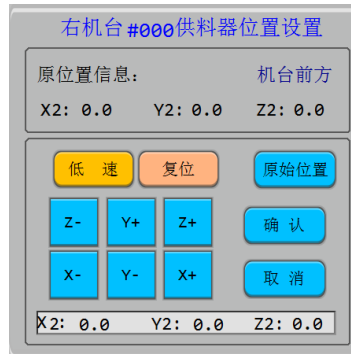 右机台#000供料器位置设置
原位置信息： 机台前方
X2: 0.0 Y2: 0.0 Z2: 0.0
低 速 复位 原始位置
Z- Y+ Z+ 确 认
X- Y- X+ 取 消
X2: 0.0 Y2: 0.0 Z2: 0.0